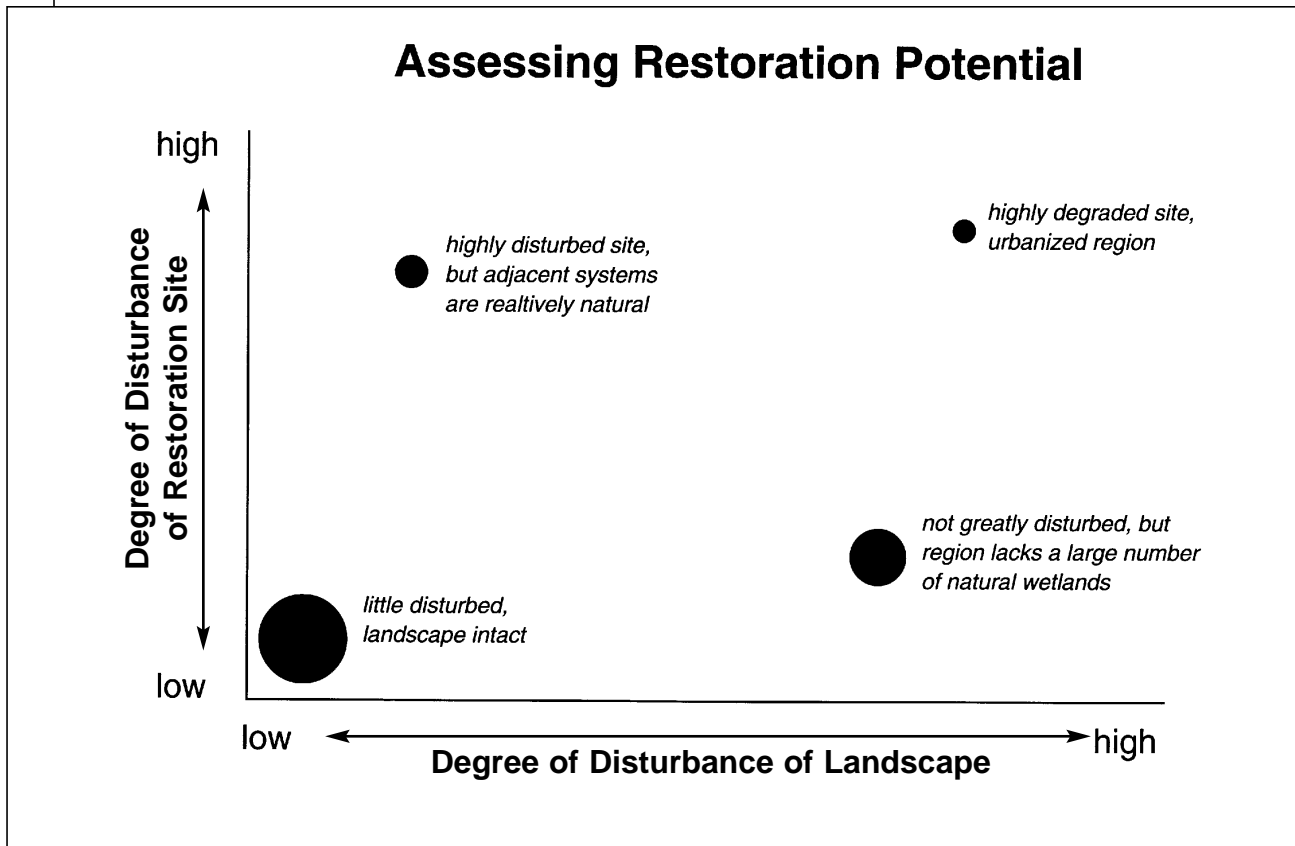 Assessing Restoration Potential
high
highly degraded site,
urbanized region
highly disturbed site,
but adjacent systems
are realtively natural
Degree of Disturbance
of Restoration Site
not greatly disturbed, but
region lacks a large number
of natural wetlands
little disturbed,
landscape intact
low
low
high
Degree of Disturbance of Landscape